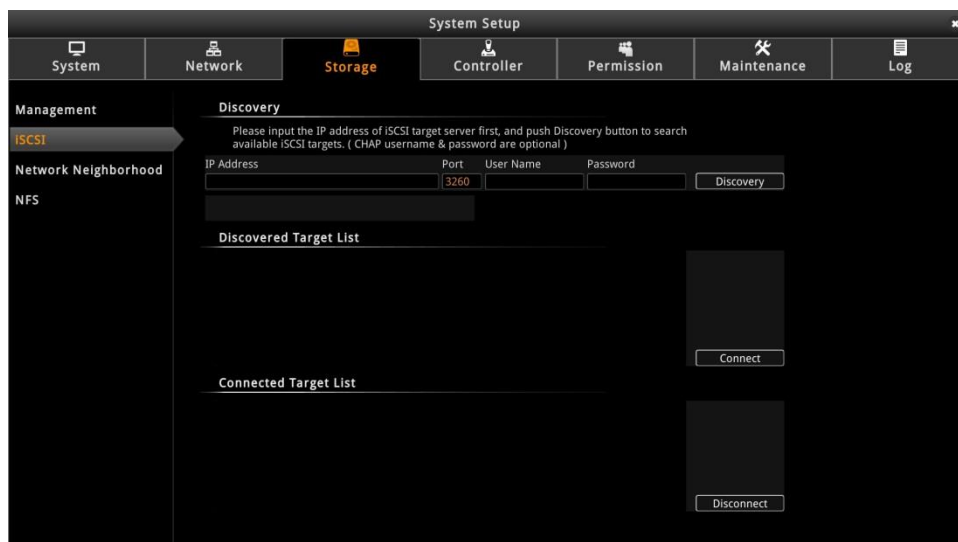 System Setup
System Network Storage Controller Permission Maintenance Log
Management
iSCSI
Network Neighborhood
NFS
Discovery
Please input the IP address of iSCSI target server first, and push Discovery button to search
available iSCSI targets. ( CHAP username & password are optional )
IP Address Port User Name Password
3260 Discovery
Discovered Target List
Connect
Connected Target List
Disconnect